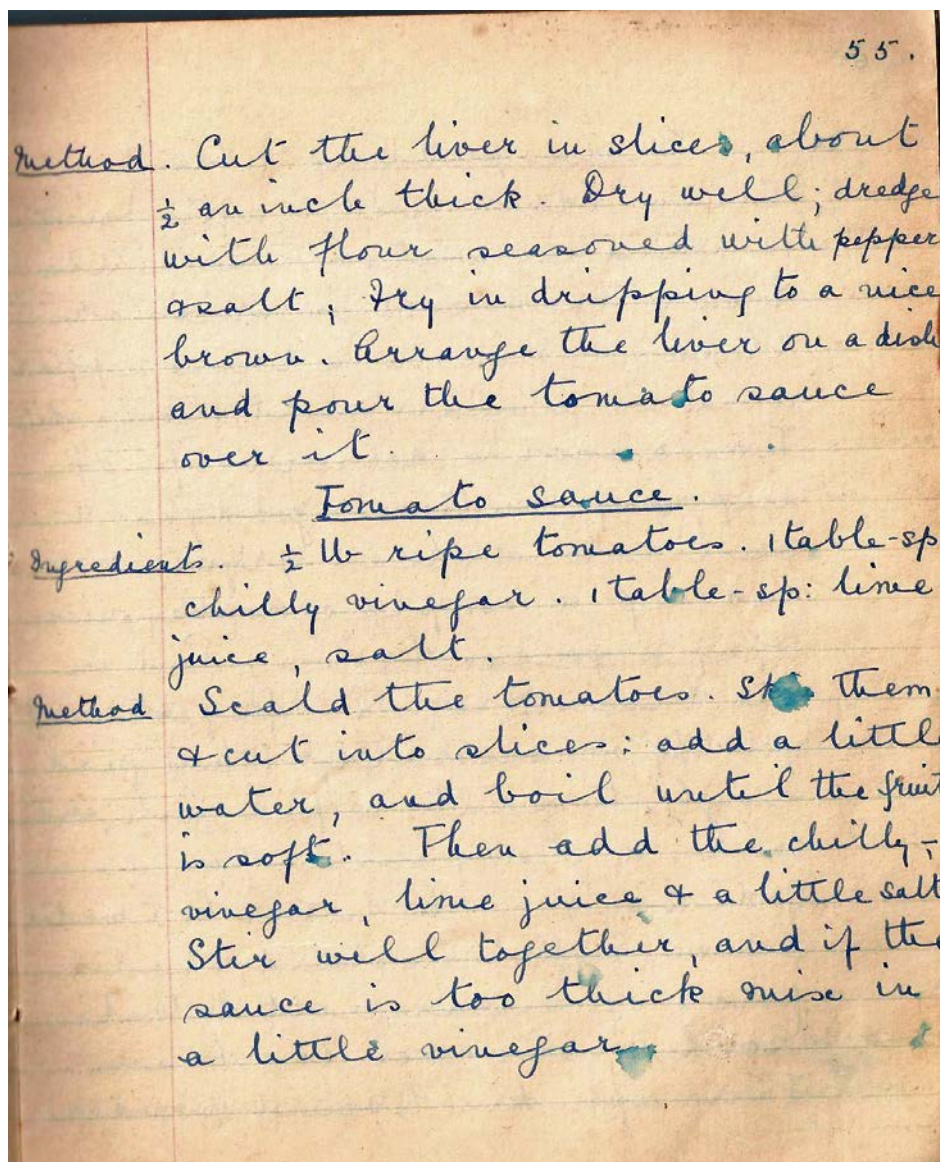 55.
Method. Cut the liver in slices, about
½ an inch thick. Dry well; dredge
with flour seasoned with pepper
& salt; Fry in dripping to a nice
brown. Arrange the liver on a dish
and pour the tomato sauce
over it.
Tomato sauce.
Ingredients. ½ lb ripe tomatoes. 1 table-sp
chilly vinegar. 1 table-sp: lime
juice, salt.
Method Scald the tomatoes. them
& cut into slices: add a little
water, and boil until the fruit
is soft. Then add the chilly-
vinegar, lime juice & a little salt
Stir well together, and if the
sauce is too thick mix in
a little vinegar